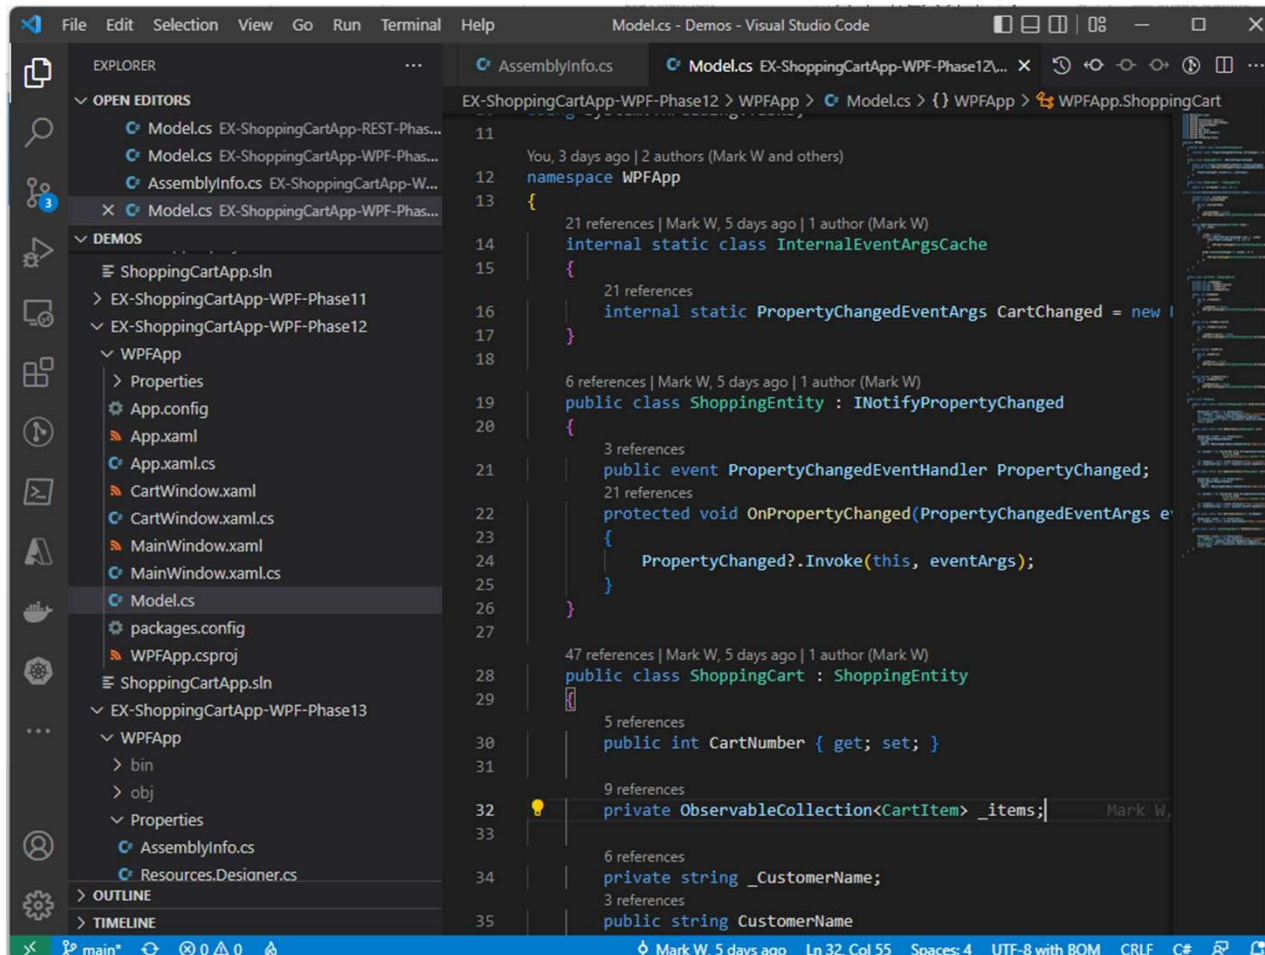 File Edit Selection View Go Run Terminal Help Model.cs - Demos - Visual Studio Code
EXPLORER
OPEN EDITORS
C# Model.cs EX-ShoppingCartApp-REST-Phas...
C# Model.cs EX-ShoppingCartApp-WPF-Phas...
C# AssemblyInfo.cs EX-ShoppingCartApp-W...
C# Model.cs EX-ShoppingCartApp-WPF-Phas...
DEMOS
ShoppingCartApp.sln
EX-ShoppingCartApp-WPF-Phase11
EX-ShoppingCartApp-WPF-Phase12
WPFApp
Properties
App.config
App.xaml
C# App.xaml.cs
CartWindow.xaml
C# CartWindow.xaml.cs
MainWindow.xaml
C# MainWindow.xaml.cs
C# Model.cs
packages.config
WPFApp.csproj
ShoppingCartApp.sln
EX-ShoppingCartApp-WPF-Phase13
WPFApp
bin
obj
Properties
C# AssemblyInfo.cs
C# Resources.Designer.cs
OUTLINE
TIMELINE
3
C# AssemblyInfo.cs C# Model.cs EX-ShoppingCartApp-WPF-Phase12\...
EX-ShoppingCartApp-WPF-Phase12 > WPFApp > C# Model.cs > {} WPFApp > WPFApp.ShoppingCart
11
You, 3 days ago | 2 authors (Mark W and others)
12 namespace WPFApp
13 {
21 references | Mark W, 5 days ago | 1 author (Mark W)
14 internal static class InternalEventArgsCache
15 {
21 references
16 internal static PropertyChangedEventArgs CartChanged = new
17 }
18
6 references | Mark W, 5 days ago | 1 author (Mark W)
19 public class ShoppingEntity : INotifyPropertyChanged
20 {
3 references
21 public event PropertyChangedEventHandler PropertyChanged;
21 references
22 protected void OnPropertyChanged(PropertyChangedEventArgs ev
23 {
24 PropertyChanged?.Invoke(this, eventArgs);
25 }
26 }
27
47 references | Mark W, 5 days ago | 1 author (Mark W)
28 public class ShoppingCart : ShoppingEntity
29 {
5 references
30 public int CartNumber { get; set; }
31
9 references
32 private ObservableCollection<CartItem> _items; Mark W,
33
6 references
34 private string _CustomerName;
3 references
35 public string CustomerName
main* 0 0 Mark W, 5 days ago Ln 32, Col 55 Spaces: 4 UTF-8 with BOM CRLF C#